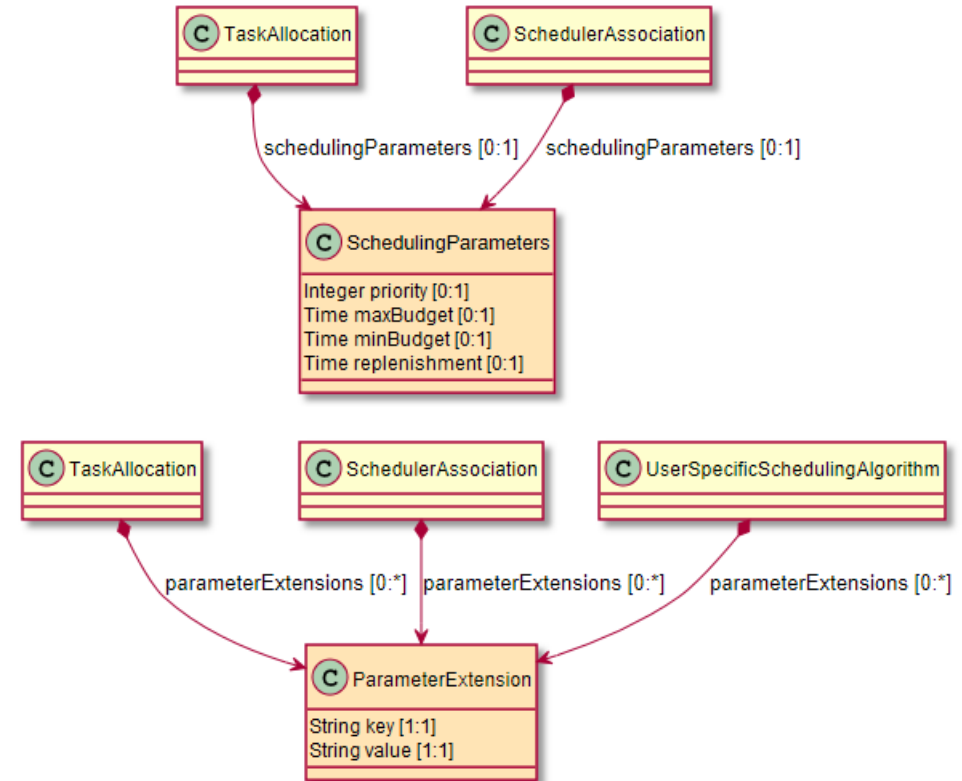 C TaskAllocation
C SchedulerAssociation
schedulingParameters [0:1]
schedulingParameters [0:1]
C SchedulingParameters
Integer priority [0:1]
Time maxBudget [0:1]
Time minBudget [0:1]
Time replenishment [0:1]
C TaskAllocation
C SchedulerAssociation
C UserSpecificSchedulingAlgorithm
parameterExtensions [0:*]
parameterExtensions [0:*]
parameterExtensions [0:*]
C ParameterExtension
String key [1:1]
String value [1:1]